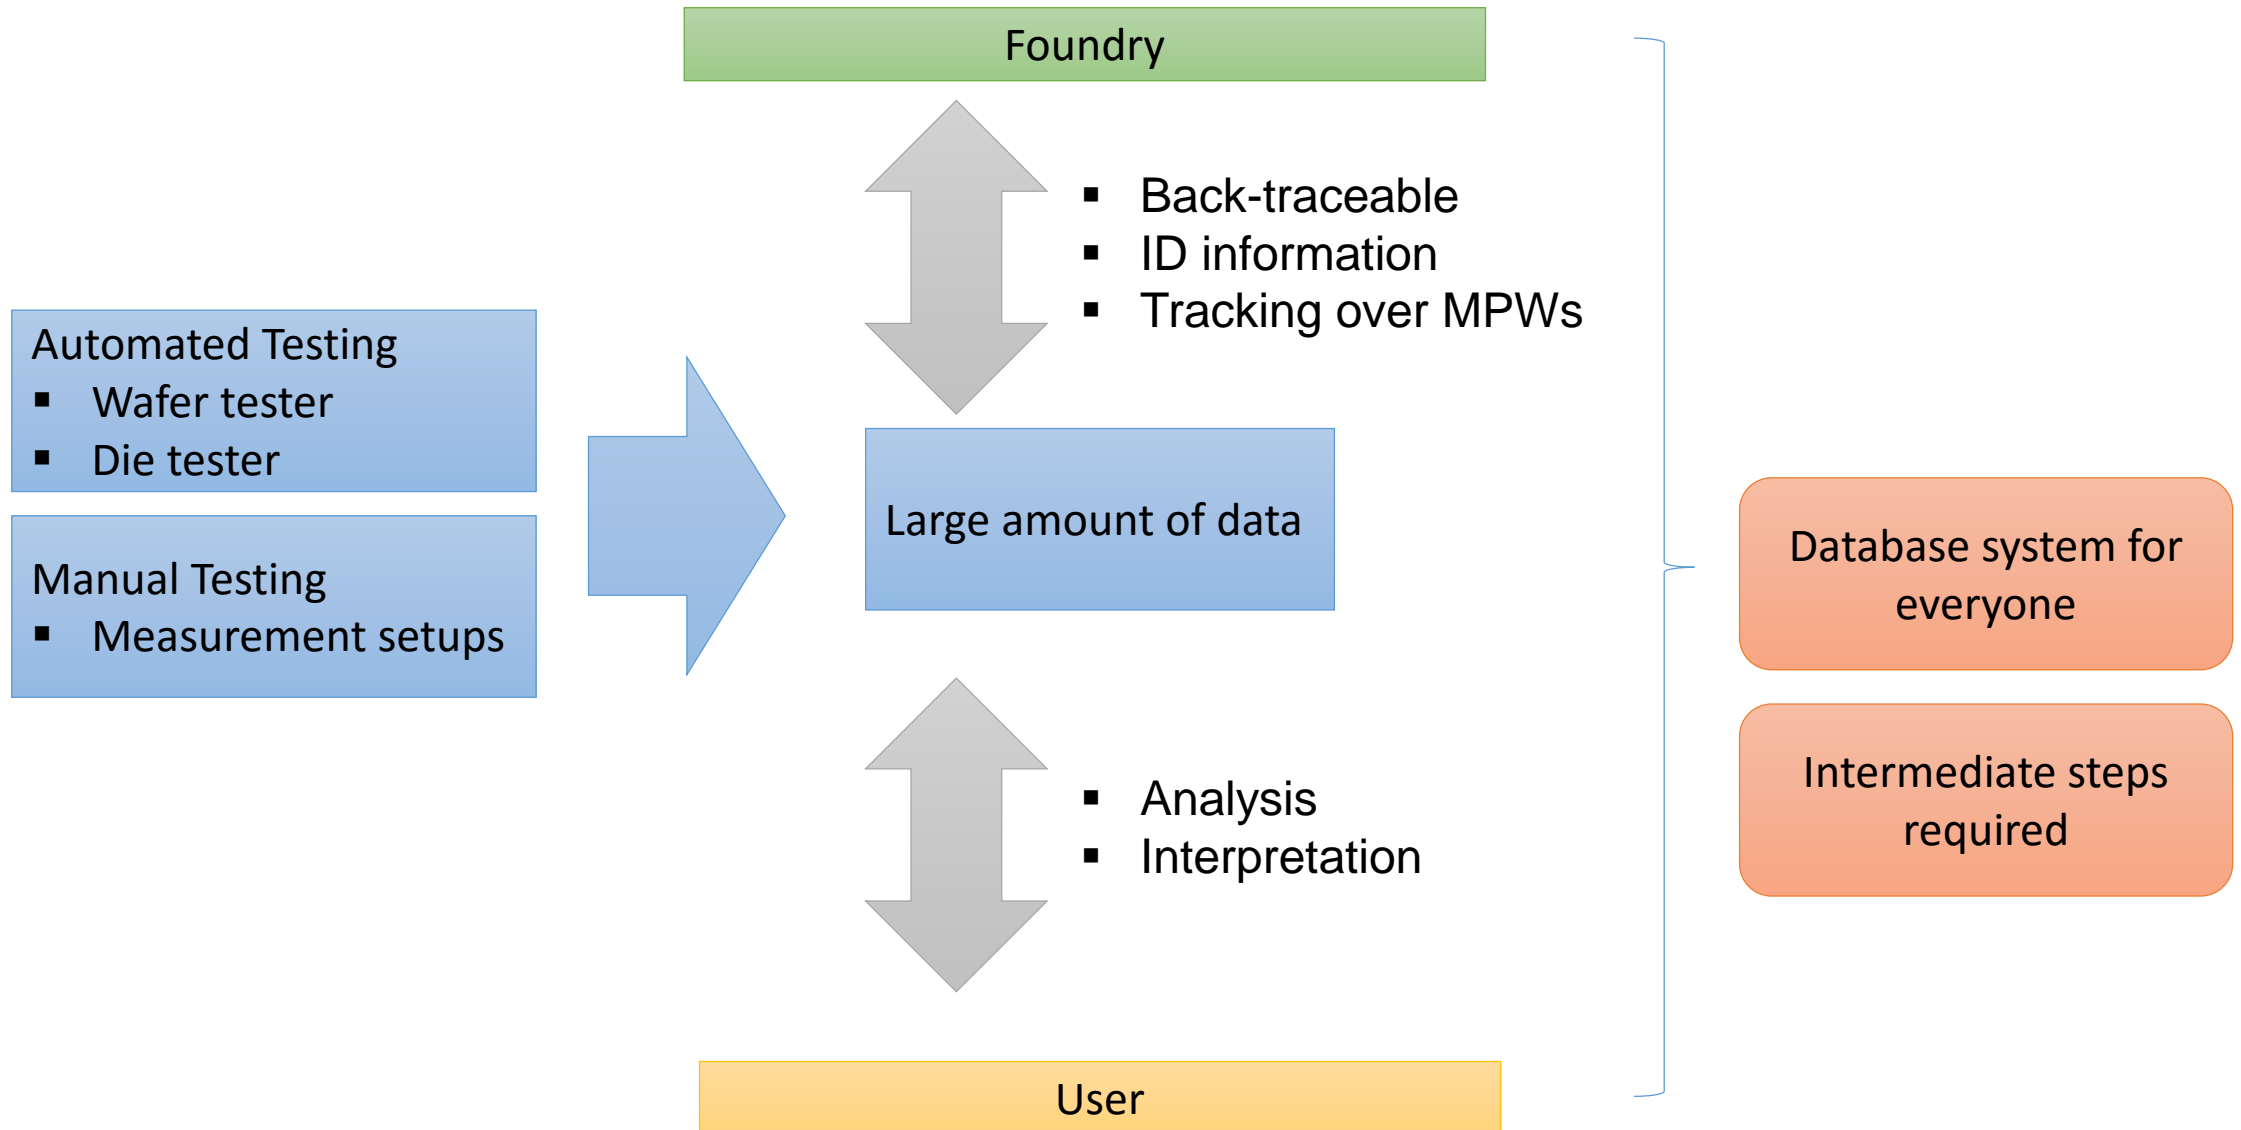 Foundry
▪ Back-traceable
▪ ID information
▪ Tracking over MPWs
Automated Testing
▪ Wafer tester
▪ Die tester
Manual Testing
▪ Measurement setups
Large amount of data
▪ Analysis
▪ Interpretation
User
Database system for
everyone
Intermediate steps
required